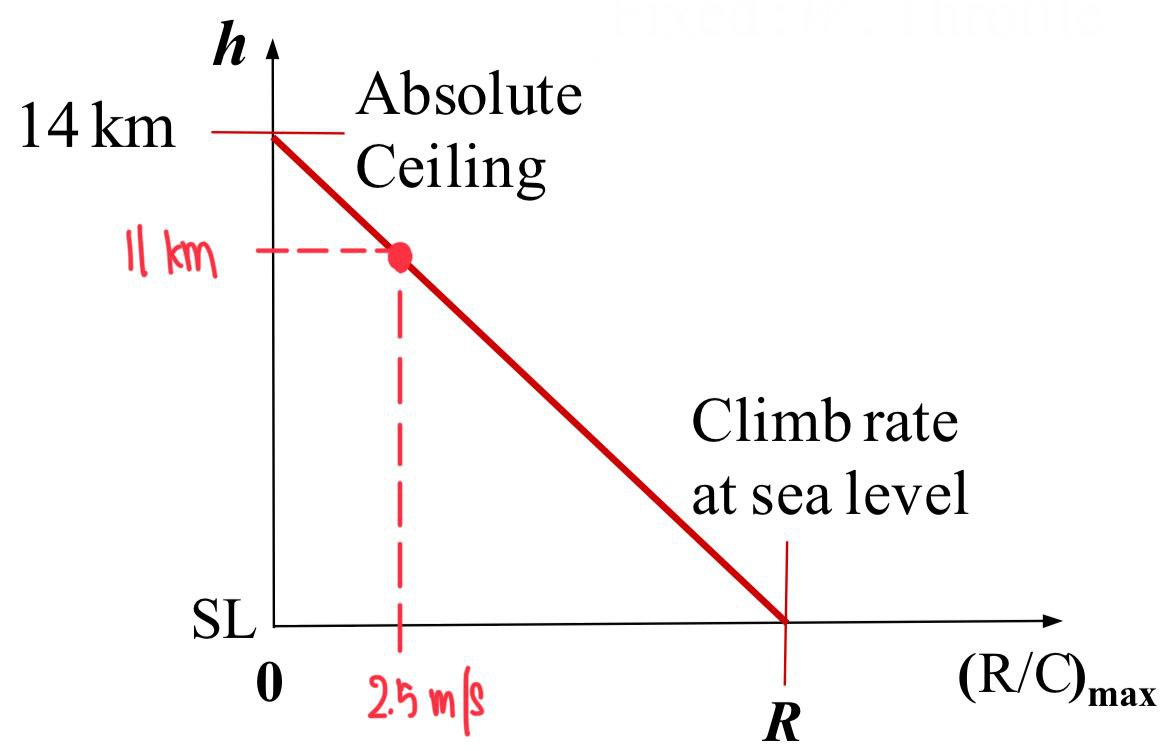 h
14 km
Absolute
Ceiling
11 km
Climb rate
at sea level
SL
0
2.5 m/s
R
(R/C)max